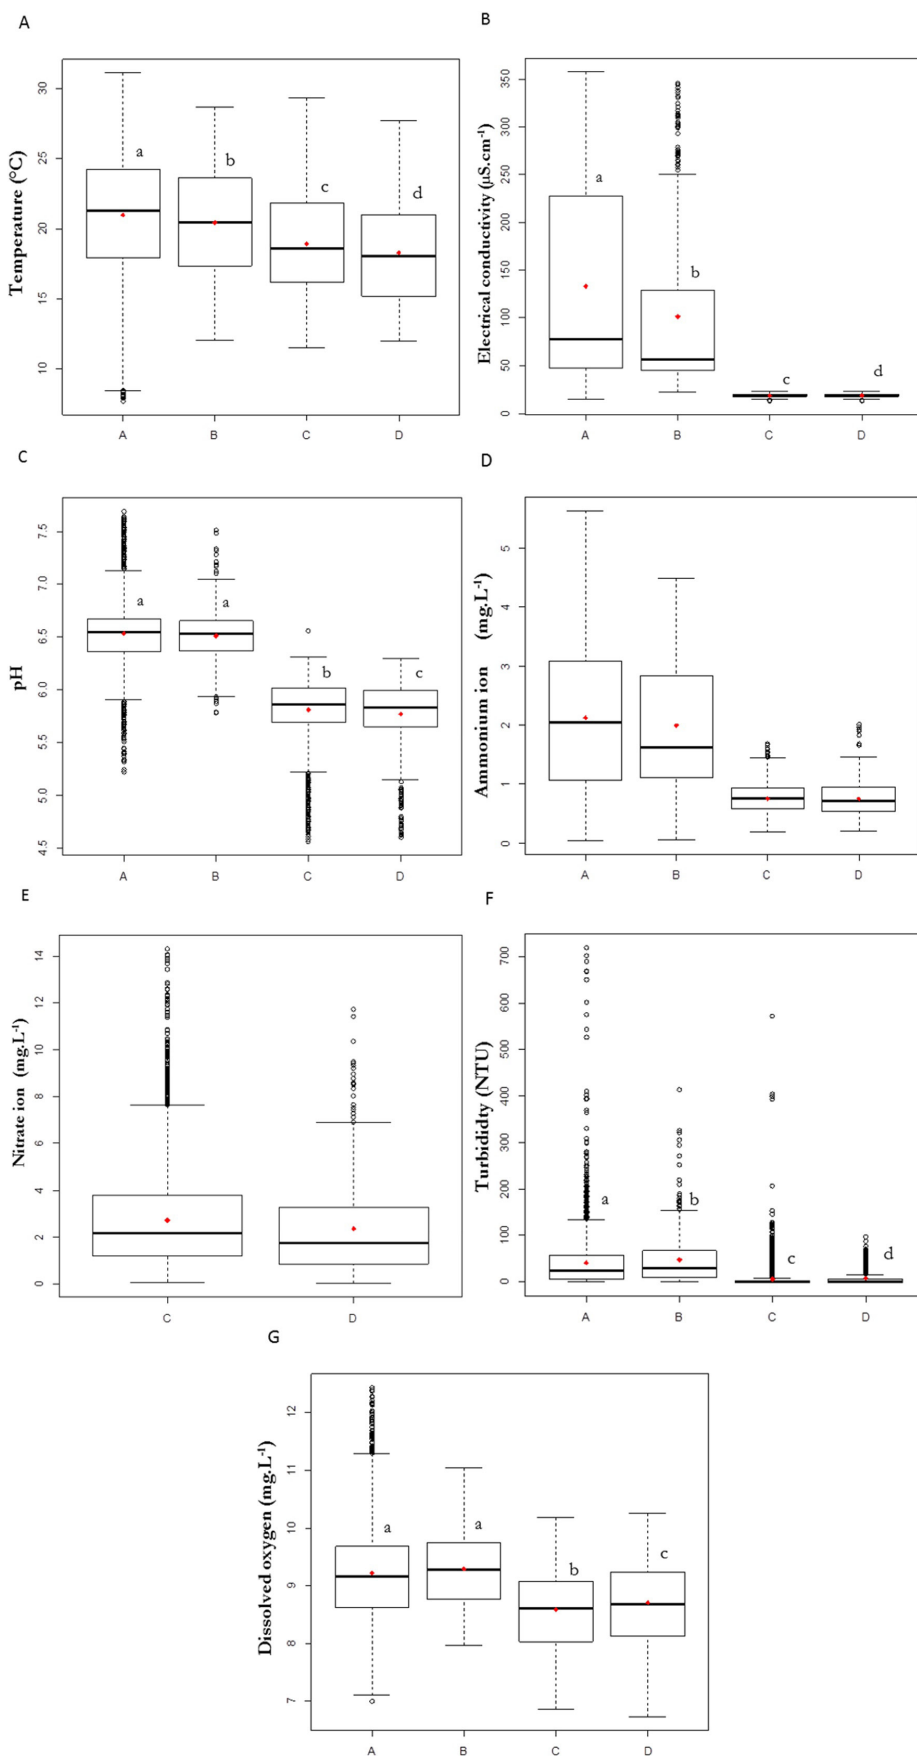 A
Temperature (°C)
30
25
20
15
10
a
b
c
d
A B C D
B
Electrical conductivity (µS.cm-1)
350
300
250
200
150
100
50
0
a
b
c
d
A B C D
C
pH
7.5
7.0
6.5
6.0
5.5
5.0
4.5
a
a
b
c
A B C D
D
Ammonium ion (mg.L-1)
5
4
3
2
1
0
A B C D
E
Nitrate ion (mg.L-1)
14
12
10
8
6
4
2
0
C D
F
Turbididty (NTU)
700
600
500
400
300
200
100
0
a
b
c
d
A B C D
G
Dissolved oxygen (mg.L-1)
12
11
10
9
8
7
a
a
b
c
A B C D